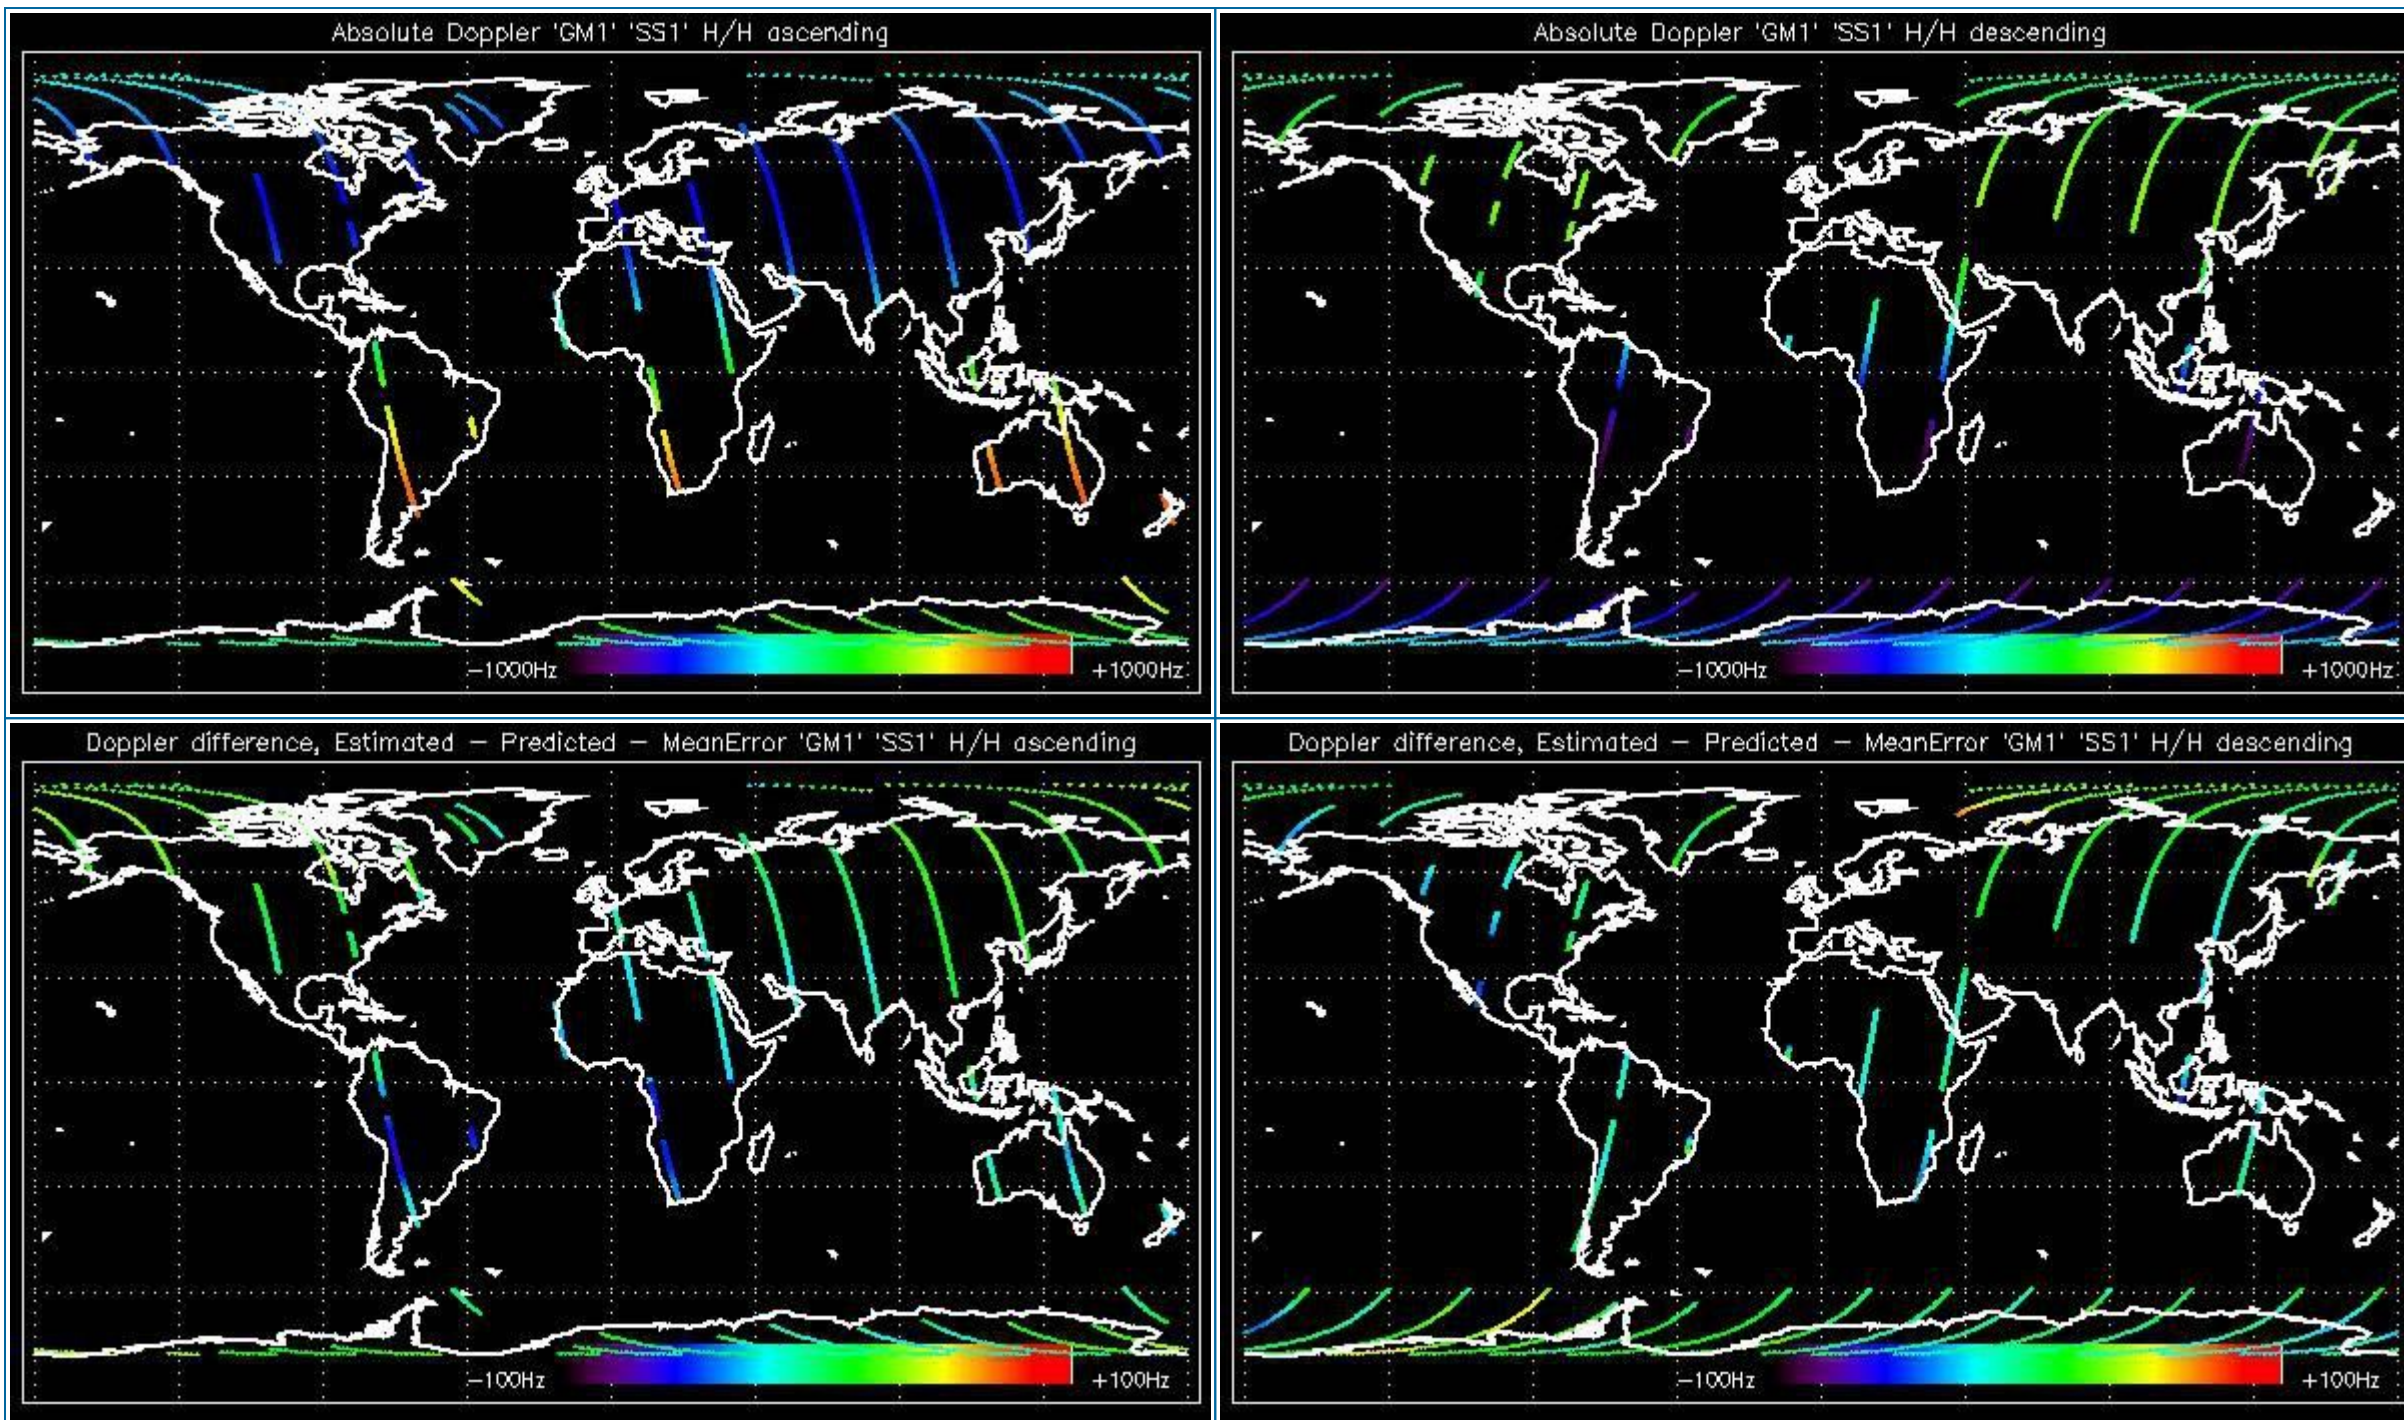 Absolute Doppler 'GM1' 'SS1' H/H ascending
-1000Hz
+1000Hz
Absolute Doppler 'GM1' 'SS1' H/H descending
-1000Hz
+1000Hz
Doppler difference, Estimated - Predicted - MeanError 'GM1' 'SS1' H/H ascending
-100Hz
+100Hz
Doppler difference, Estimated - Predicted - MeanError 'GM1' 'SS1' H/H descending
-100Hz
+100Hz